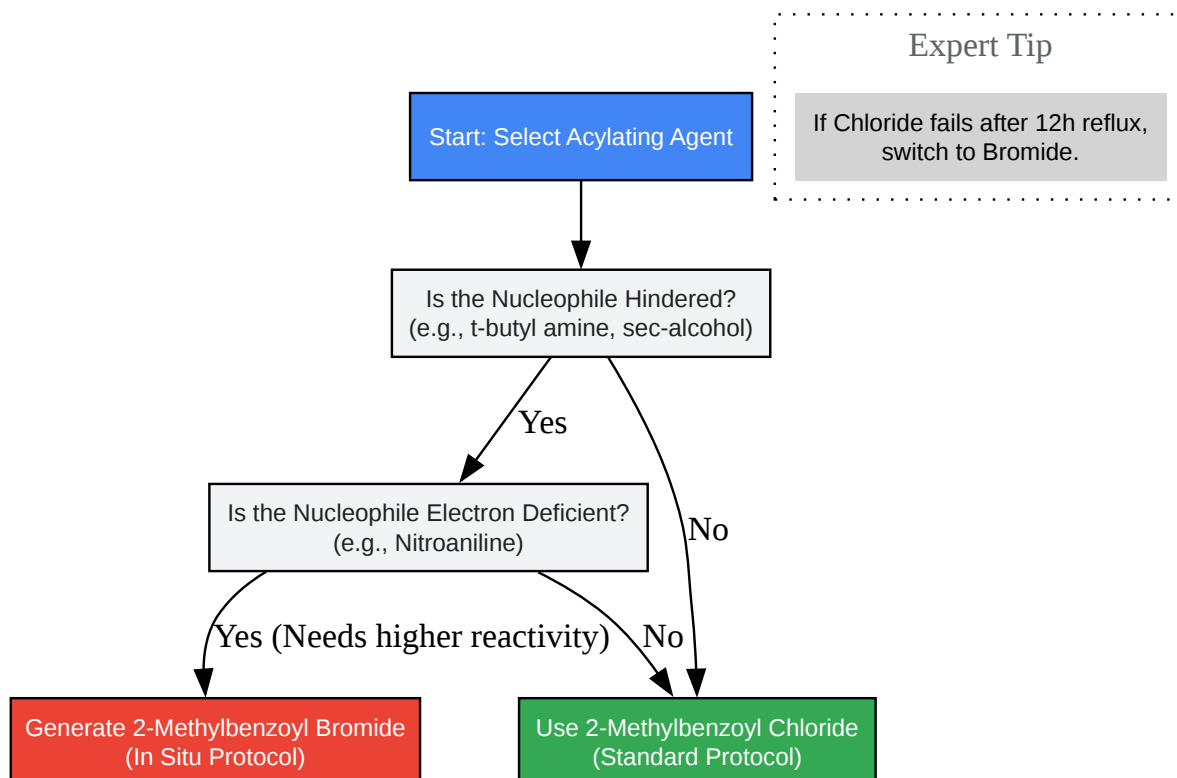 Expert Tip
If Chloride fails after 12h reflux,
switch to Bromide.
Start: Select Acylating Agent
Is the Nucleophile Hindered?
(e.g., t-butyl amine, sec-alcohol)
Yes
Is the Nucleophile Electron Deficient?
(e.g., Nitroaniline)
No
Yes (Needs higher reactivity)
No
Generate 2-Methylbenzoyl Bromide
(In Situ Protocol)
Use 2-Methylbenzoyl Chloride
(Standard Protocol)